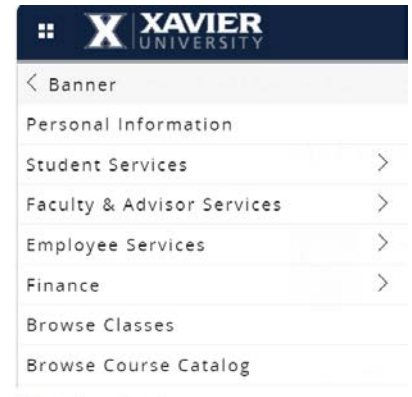 X XAVIER
UNIVERSITY
Banner
Personal Information
Student Services
Faculty & Advisor Services
Employee Services
Finance
Browse Classes
Browse Course Catalog